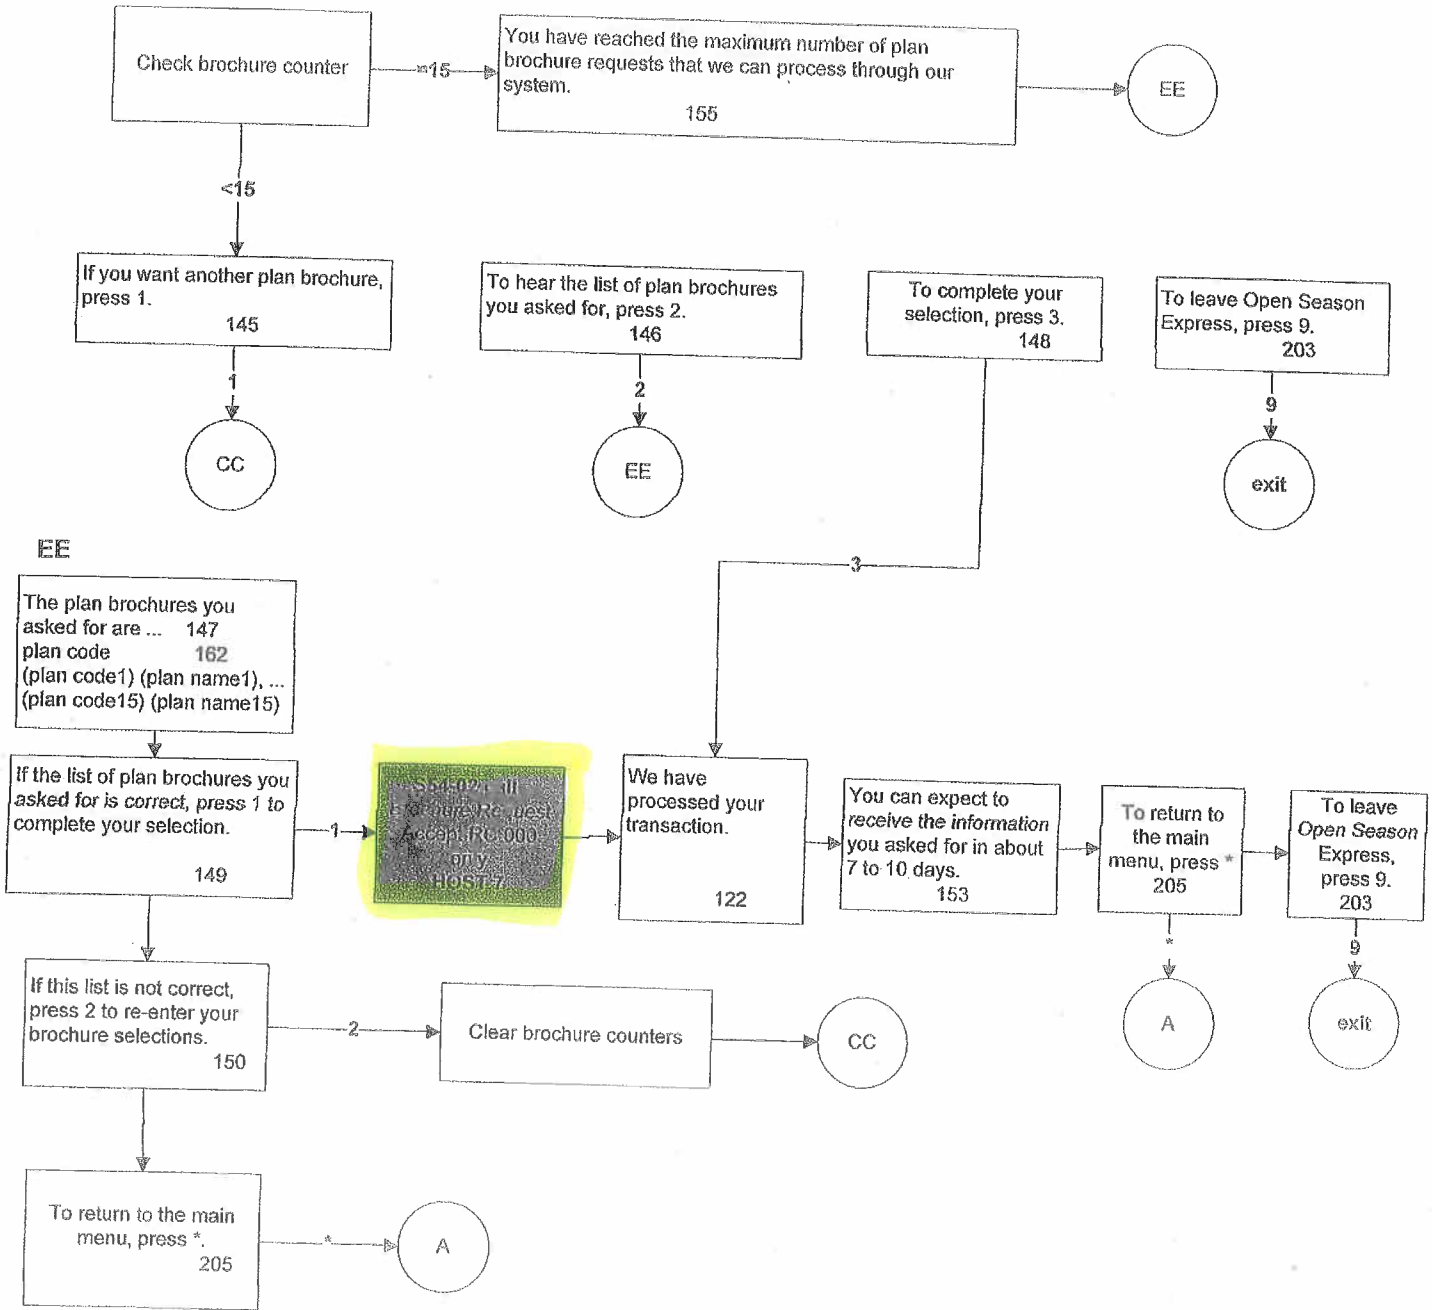 Check brochure counter
=15
You have reached the maximum number of plan
brochure requests that we can process through our
system.
155
EE
<15
If you want another plan brochure,
press 1.
145
To hear the list of plan brochures
you asked for, press 2.
146
To complete your
selection, press 3.
148
To leave Open Season
Express, press 9.
203
1
2
9
CC
EE
exit
3
EE
The plan brochures you
asked for are ... 147
plan code 162
(plan code1) (plan name1), ...
(plan code15) (plan name15)
If the list of plan brochures you
asked for is correct, press 1 to
complete your selection.
149
1
Request
Accept
000
only
HOST-7
We have
processed your
transaction.
122
You can expect to
receive the information
you asked for in about
7 to 10 days.
153
To return to
the main
menu, press *
205
To leave
Open Season
Express,
press 9.
203
*
9
A
exit
If this list is not correct,
press 2 to re-enter your
brochure selections.
150
2
Clear brochure counters
CC
To return to the main
menu, press *.
205
*
A